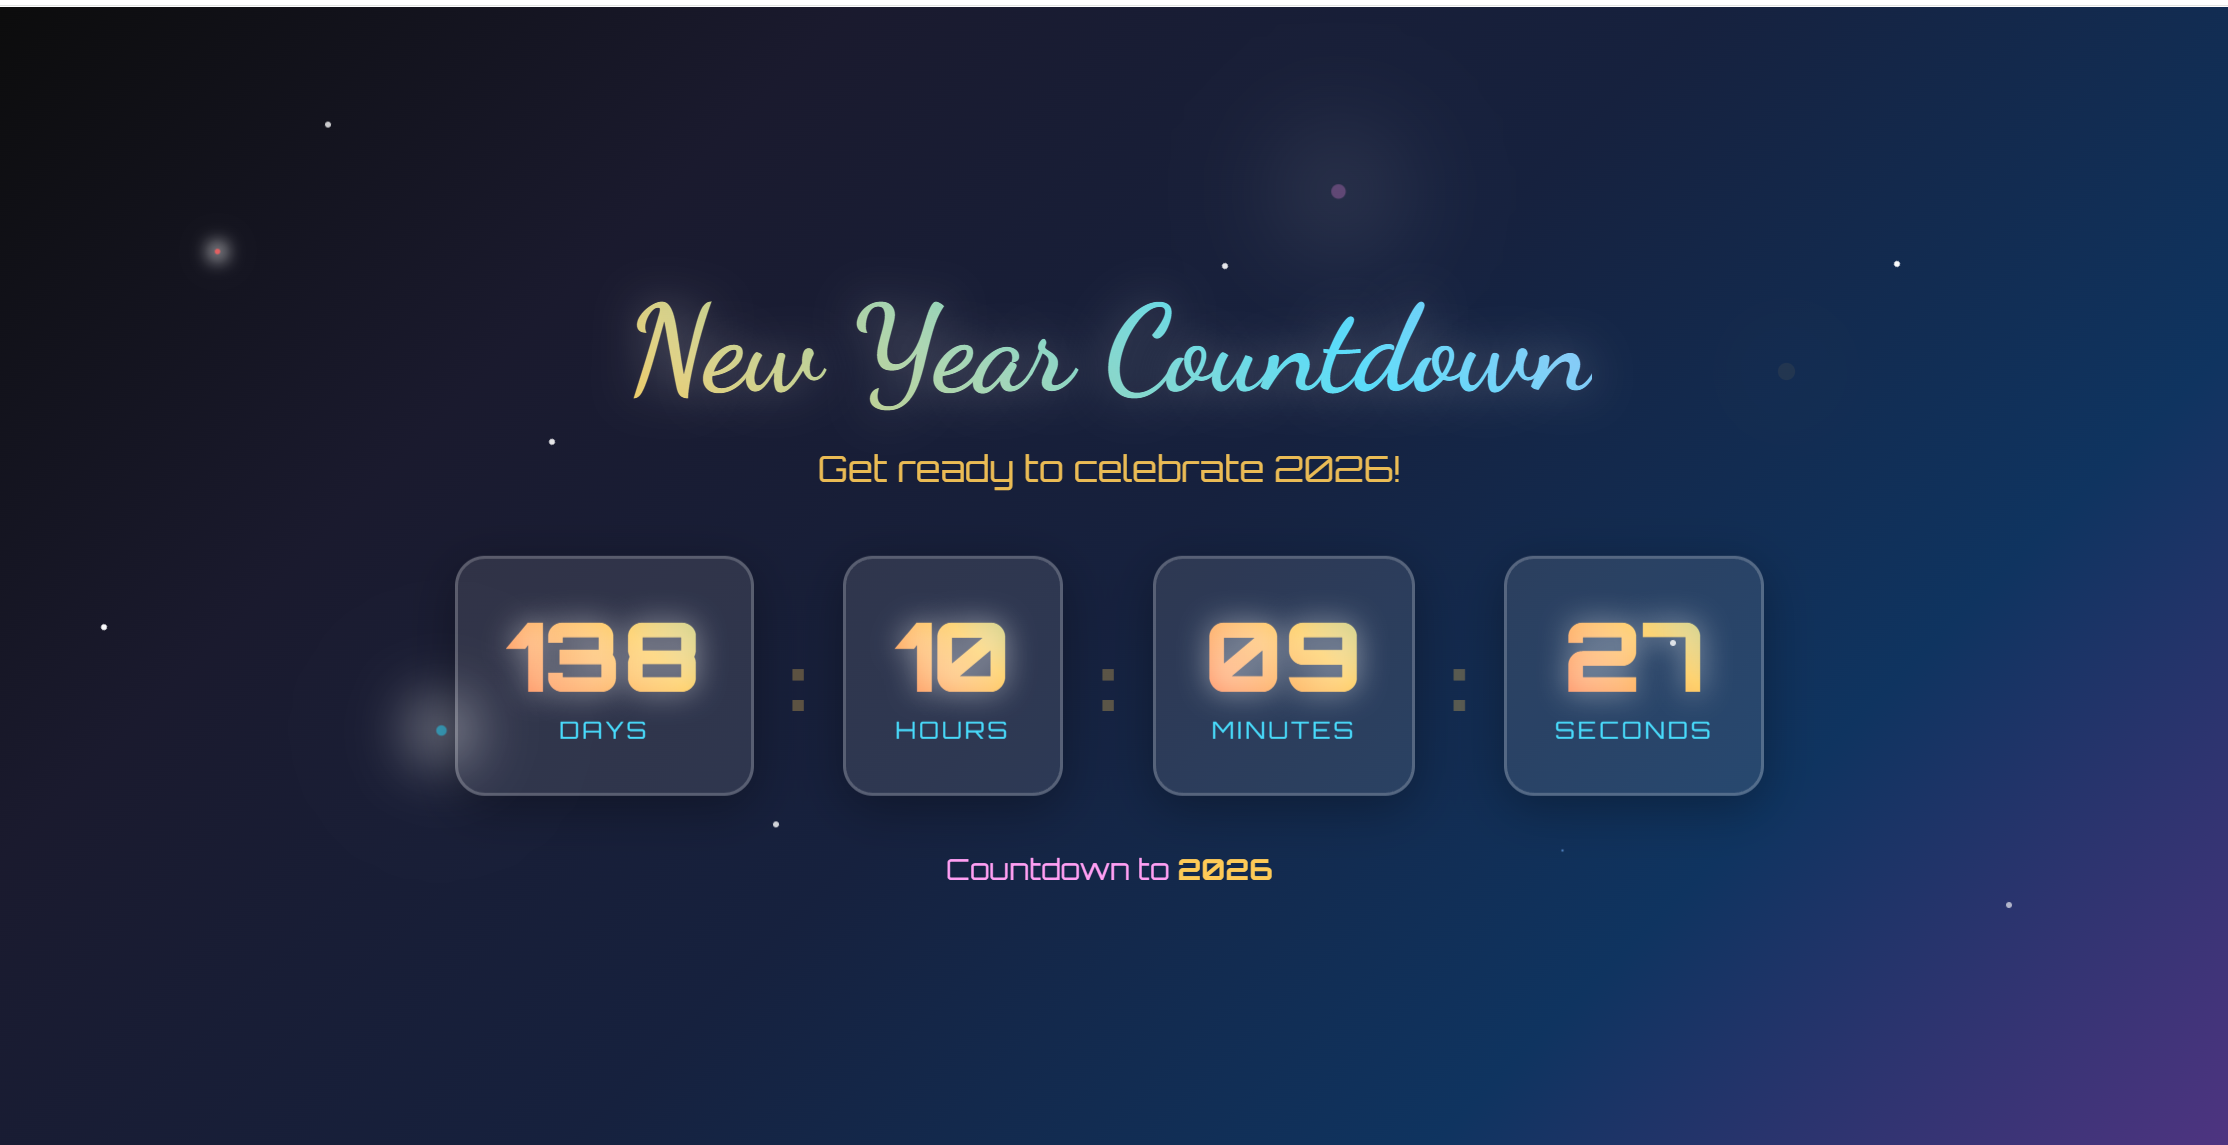 New Year Countdown
Get ready to celebrate 2026!
138 : 10 : 09 : 27
DAYS HOURS MINUTES SECONDS
Countdown to 2026